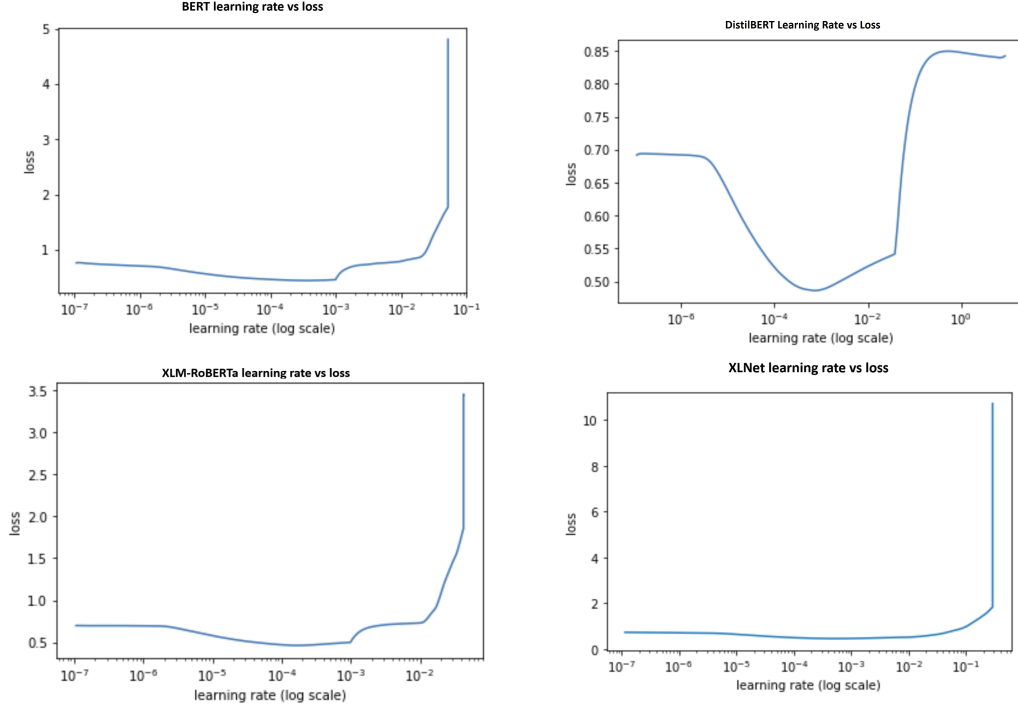 BERT learning rate vs loss
5
4
3
2
1
loss
10⁻⁷ 10⁻⁶ 10⁻⁵ 10⁻⁴ 10⁻³ 10⁻² 10⁻¹
learning rate (log scale)
DistilBERT Learning Rate vs Loss
0.85
0.80
0.75
0.70
0.65
0.60
0.55
0.50
loss
10⁻⁶ 10⁻⁴ 10⁻² 10⁰
learning rate (log scale)
XLM-RoBERTa learning rate vs loss
3.5
3.0
2.5
2.0
1.5
1.0
0.5
loss
10⁻⁷ 10⁻⁶ 10⁻⁵ 10⁻⁴ 10⁻³ 10⁻²
learning rate (log scale)
XLNet learning rate vs loss
10
8
6
4
2
0
loss
10⁻⁷ 10⁻⁶ 10⁻⁵ 10⁻⁴ 10⁻³ 10⁻² 10⁻¹
learning rate (log scale)